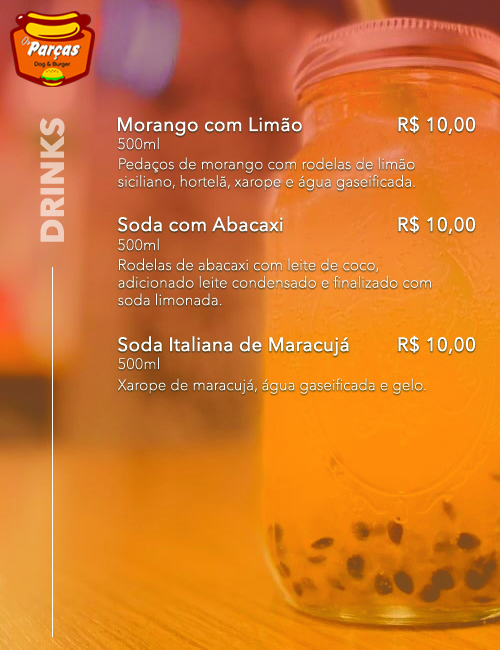 Os
Parças
Dog & Burger
DRINKS
Morango com Limão R$ 10,00
500ml
Pedaços de morango com rodelas de limão
siciliano, hortelã, xarope e água gaseificada.
Soda com Abacaxi R$ 10,00
500ml
Rodelas de abacaxi com leite de coco,
adicionado leite condensado e finalizado com
soda limonada.
Soda Italiana de Maracujá R$ 10,00
500ml
Xarope de maracujá, água gaseificada e gelo.